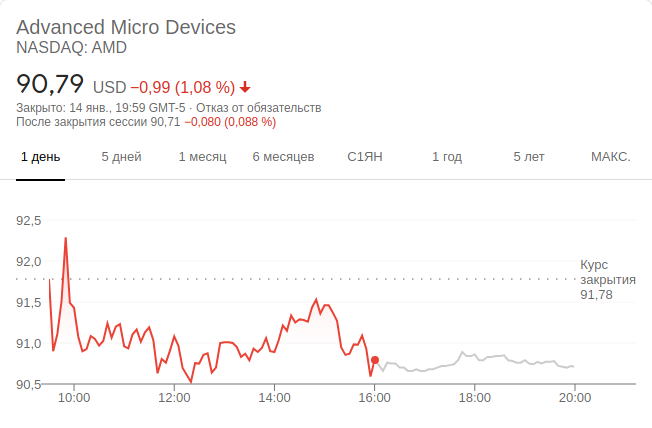 Advanced Micro Devices
NASDAQ: AMD
90,79 USD −0,99 (1,08 %)
Закрыто: 14 янв., 19:59 GMT-5 · Отказ от обязательств
После закрытия сессии 90,71 −0,080 (0,088 %)
1 день 5 дней 1 месяц 6 месяцев С1ЯН 1 год 5 лет МАКС.
92,5
92,0
Курс
закрытия
91,78
91,5
91,0
90,5
10:00 12:00 14:00 16:00 18:00 20:00